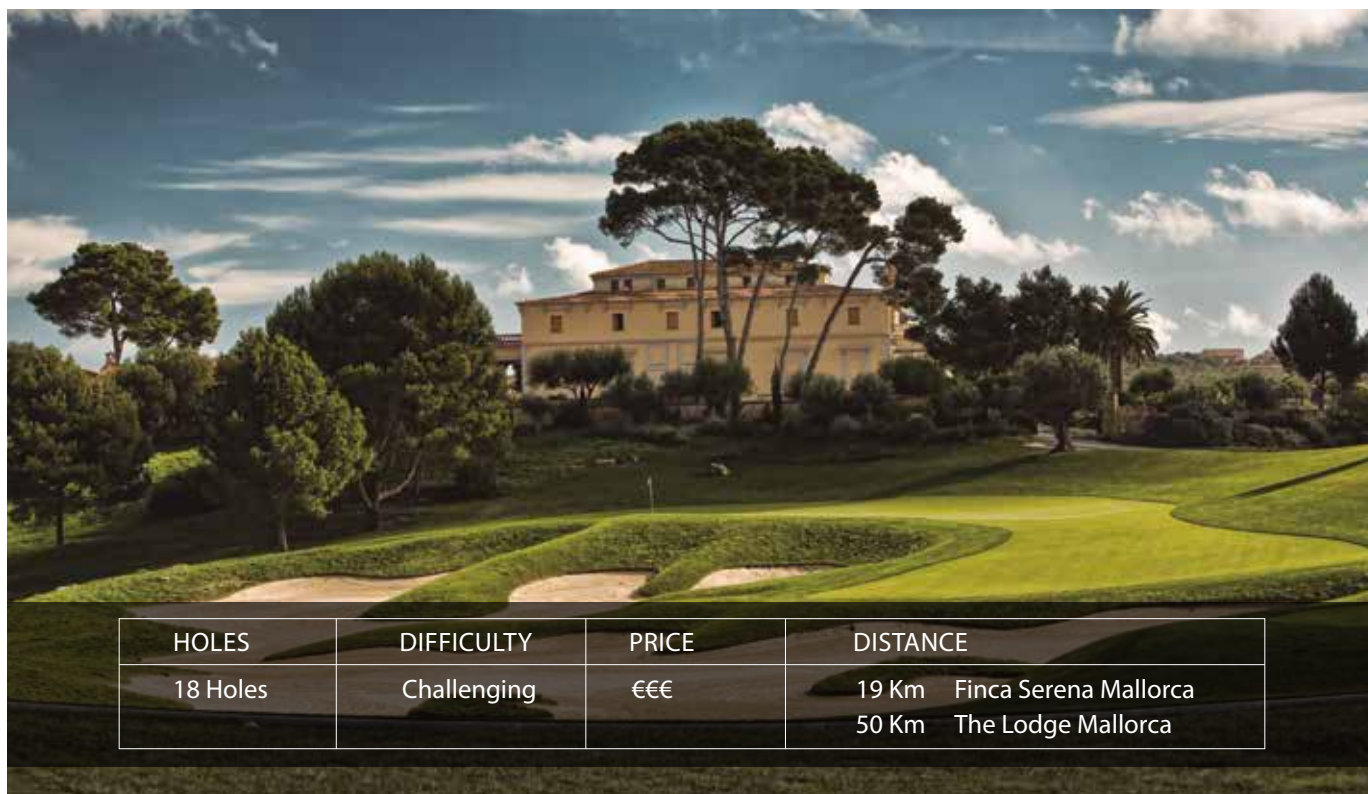 HOLES DIFFICULTY PRICE DISTANCE
18 Holes Challenging €€€ 19 Km Finca Serena Mallorca
50 Km The Lodge Mallorca